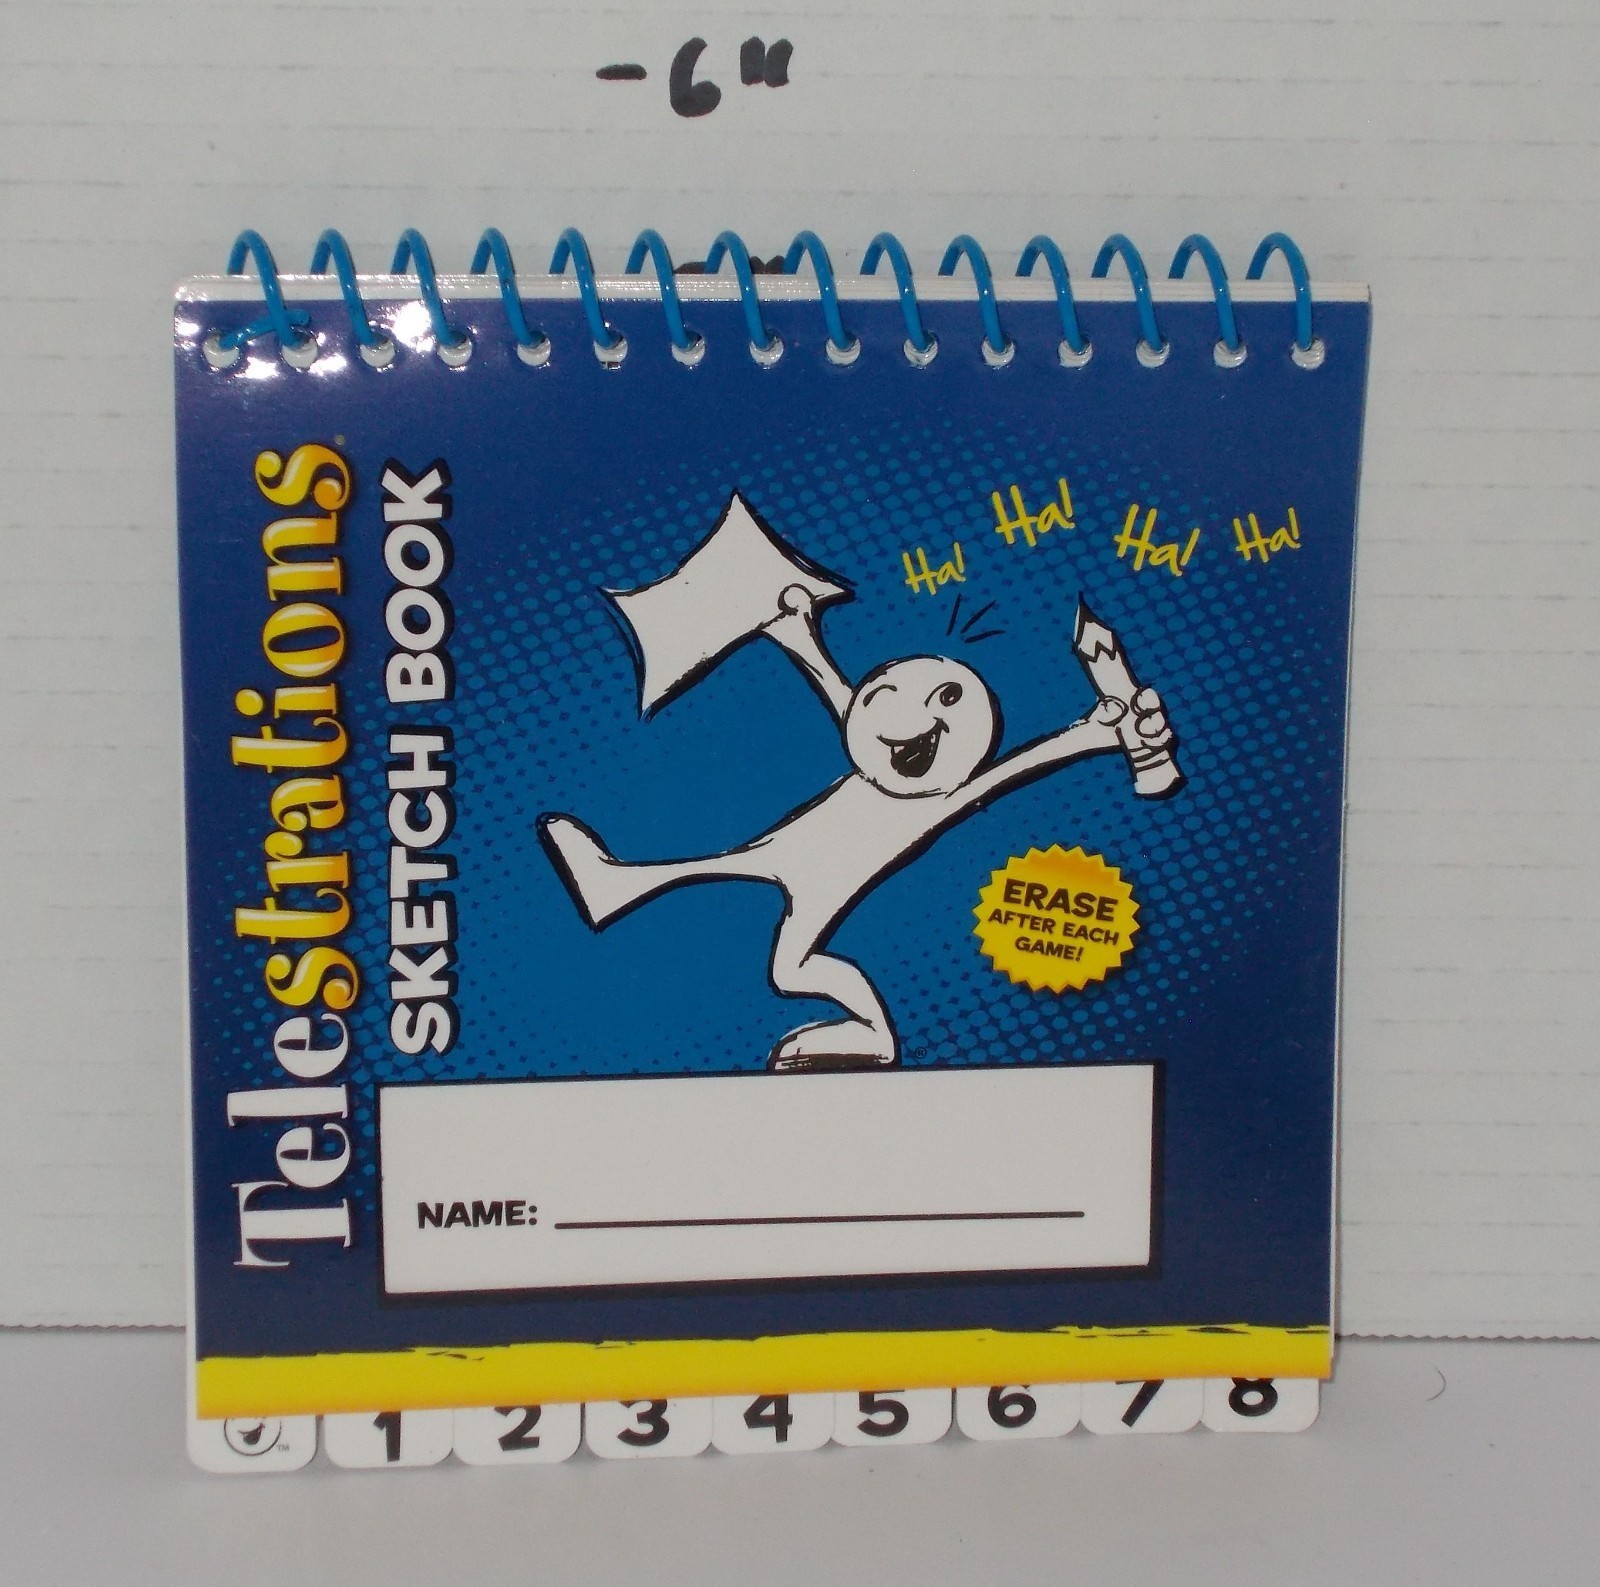 -6"
Telestrations
SKETCH BOOK
Ha! Ha! Ha! Ha!
ERASE
AFTER EACH
GAME!
®
NAME:
TM
1 2 3 4 5 6 7 8